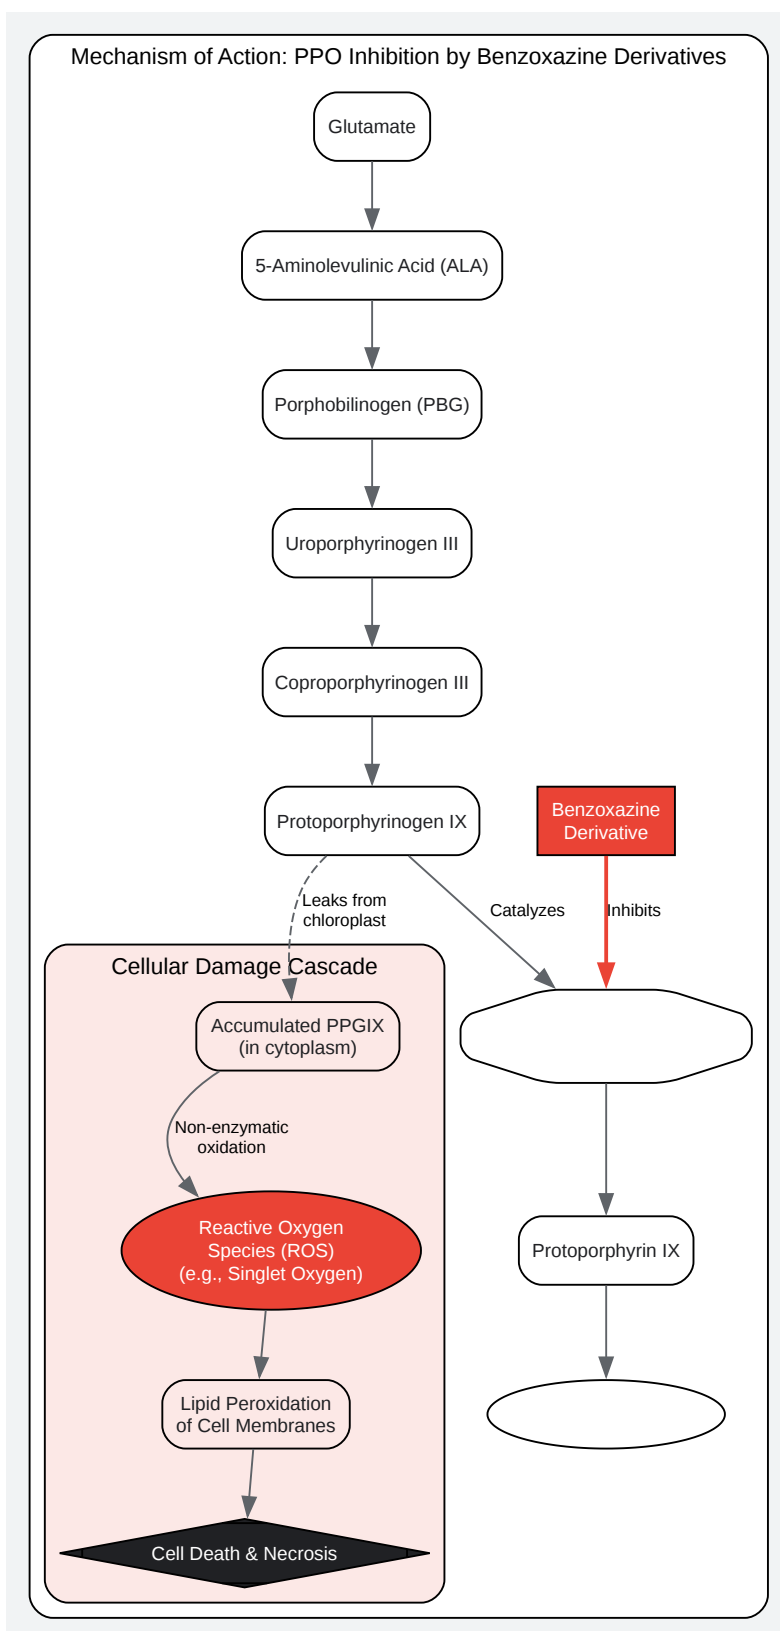 Mechanism of Action: PPO Inhibition by Benzoxazine Derivatives
Glutamate
5-Aminolevulinic Acid (ALA)
Porphobilinogen (PBG)
Uroporphyrinogen III
Coproporphyrinogen III
Protoporphyrinogen IX
Benzoxazine
Derivative
Leaks from
chloroplast
Catalyzes
Inhibits
Cellular Damage Cascade
Accumulated PPGIX
(in cytoplasm)
Non-enzymatic
oxidation
Reactive Oxygen
Species (ROS)
(e.g., Singlet Oxygen)
Protoporphyrin IX
Lipid Peroxidation
of Cell Membranes
Cell Death & Necrosis